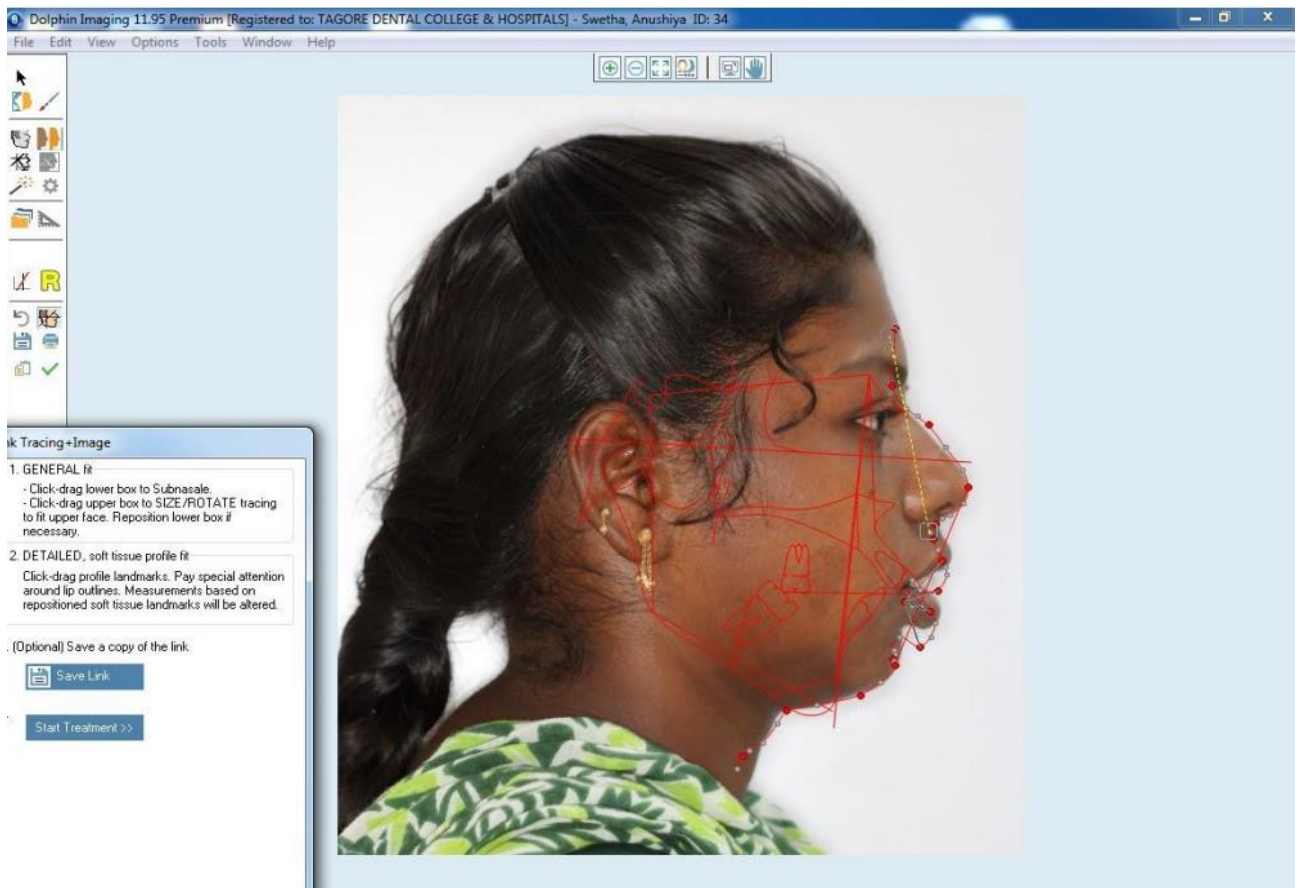 Dolphin Imaging 11.95 Premium [Registered to: TAGORE DENTAL COLLEGE & HOSPITALS] - Swetha, Anushiya ID: 34
File Edit View Options Tools Window Help
R
nk Tracing+Image
1. GENERAL fit
- Click-drag lower box to Subnasale.
- Click-drag upper box to SIZE/ROTATE tracing
to fit upper face. Reposition lower box if
necessary.
2. DETAILED, soft tissue profile fit
Click-drag profile landmarks. Pay special attention
around lip outlines. Measurements based on
repositioned soft tissue landmarks will be altered.
. (Optional) Save a copy of the link
Save Link
Start Treatment >>